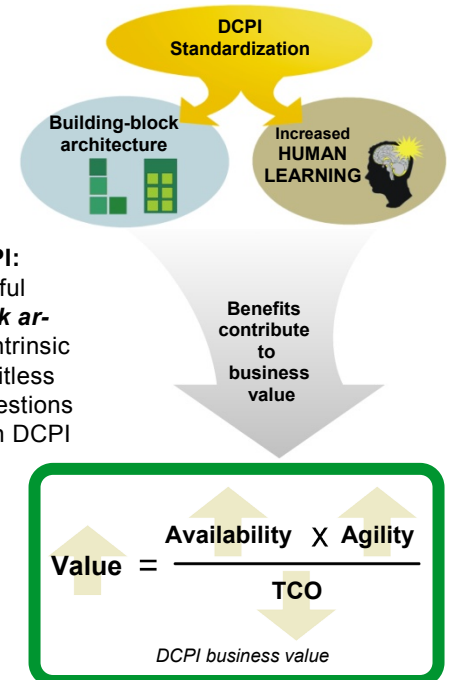 DCPI
Standardization
Building-block
architecture
Increased
HUMAN
LEARNING
PI:
ful
k ar-
ntrinsic
itless
estions
n DCPI
Benefits
contribute
to
business
value
Value = Availability X Agility
TCO
DCPI business value